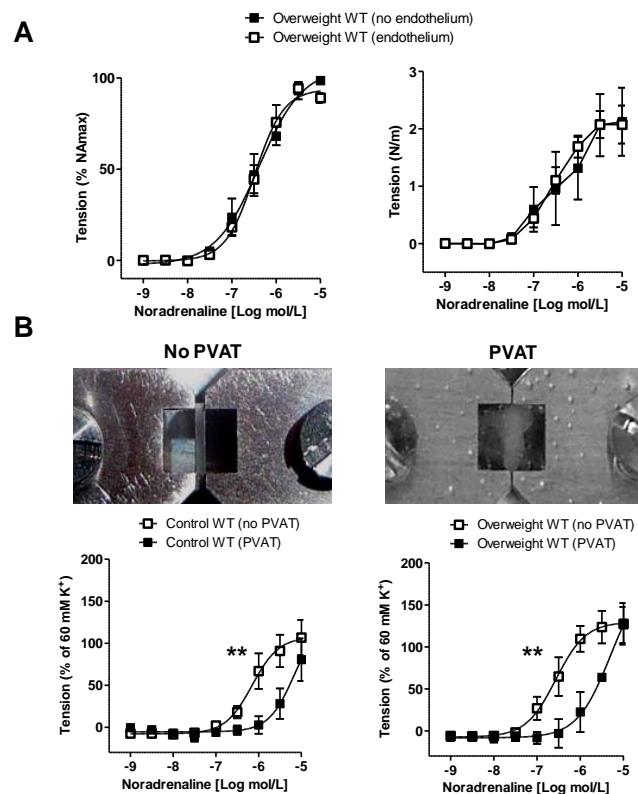 A
Overweight WT (no endothelium)
Overweight WT (endothelium)
Tension (% NAmax)
100
50
0
-9 -8 -7 -6 -5
Noradrenaline [Log mol/L]
Tension (N/m)
3
2
1
0
-9 -8 -7 -6 -5
Noradrenaline [Log mol/L]
B
No PVAT
PVAT
Control WT (no PVAT)
Control WT (PVAT)
Tension (% of 60 mM K⁺)
200
150
100
50
0
**
-9 -8 -7 -6 -5
Noradrenaline [Log mol/L]
Overweight WT (no PVAT)
Overweight WT (PVAT)
Tension (% of 60 mM K⁺)
200
150
100
50
0
**
-9 -8 -7 -6 -5
Noradrenaline [Log mol/L]